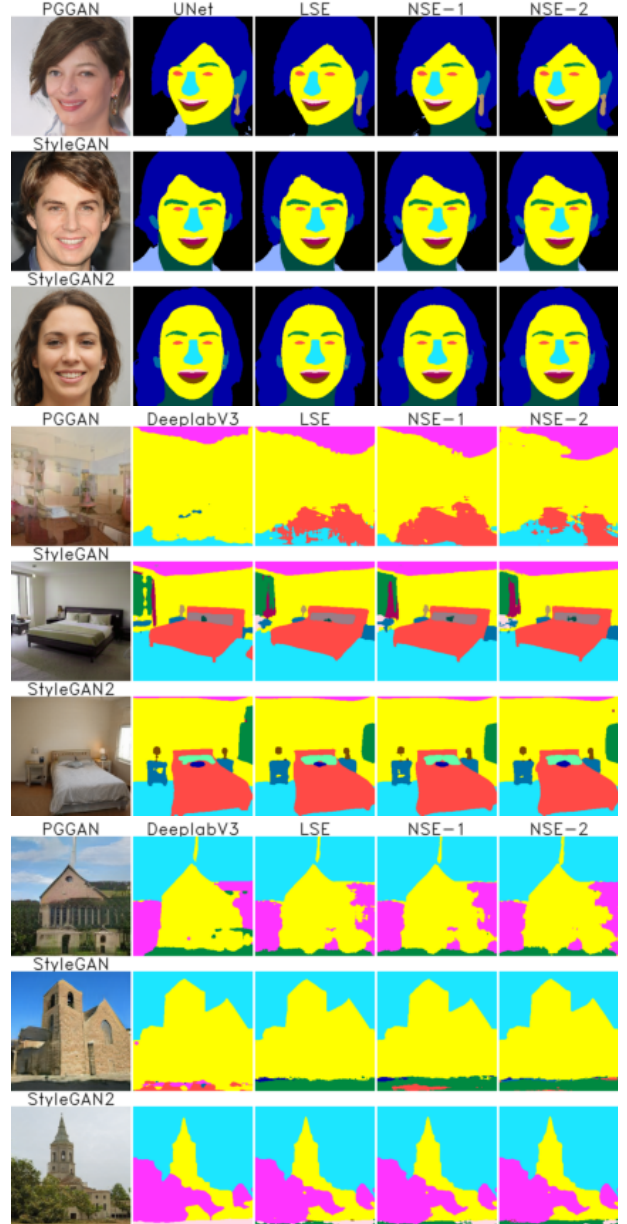 PGGAN UNet LSE NSE-1 NSE-2
StyleGAN
StyleGAN2
PGGAN DeeplabV3 LSE NSE-1 NSE-2
StyleGAN
StyleGAN2
PGGAN DeeplabV3 LSE NSE-1 NSE-2
StyleGAN
StyleGAN2